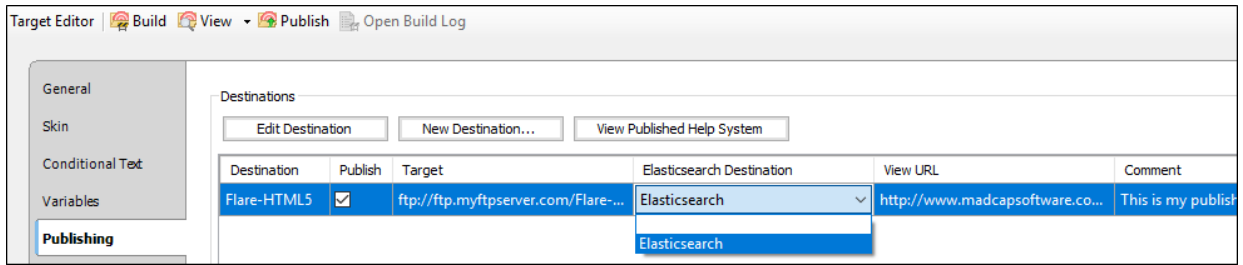 Target Editor Build View Publish Open Build Log
General
Destinations
Skin
Edit Destination New Destination... View Published Help System
Conditional Text
Destination Publish Target Elasticsearch Destination View URL Comment
Variables
Flare-HTML5 ftp://ftp.myftpserver.com/Flare-... Elasticsearch http://www.madcapsoftware.co... This is my publish
Publishing
Elasticsearch